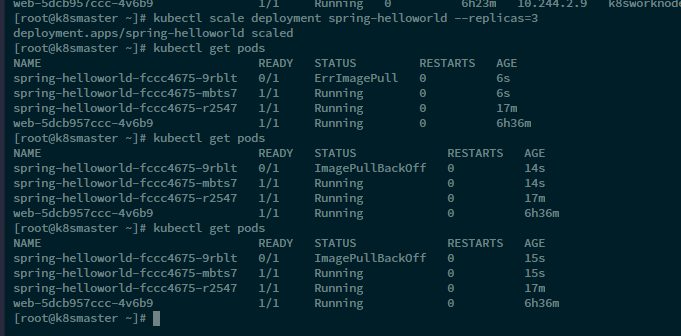 web-5dcb957ccc-4v6b9 1/1 Running 0 6h23m 10.244.2.9 k8sworknod
[root@k8smaster ~]# kubectl scale deployment spring-helloworld --replicas=3
deployment.apps/spring-helloworld scaled
[root@k8smaster ~]# kubectl get pods
NAME READY STATUS RESTARTS AGE
spring-helloworld-fccc4675-9rblt 0/1 ErrImagePull 0 6s
spring-helloworld-fccc4675-mbts7 1/1 Running 0 6s
spring-helloworld-fccc4675-r2547 1/1 Running 0 17m
web-5dcb957ccc-4v6b9 1/1 Running 0 6h36m
[root@k8smaster ~]# kubectl get pods
NAME READY STATUS RESTARTS AGE
spring-helloworld-fccc4675-9rblt 0/1 ImagePullBackOff 0 14s
spring-helloworld-fccc4675-mbts7 1/1 Running 0 14s
spring-helloworld-fccc4675-r2547 1/1 Running 0 17m
web-5dcb957ccc-4v6b9 1/1 Running 0 6h36m
[root@k8smaster ~]# kubectl get pods
NAME READY STATUS RESTARTS AGE
spring-helloworld-fccc4675-9rblt 0/1 ImagePullBackOff 0 15s
spring-helloworld-fccc4675-mbts7 1/1 Running 0 15s
spring-helloworld-fccc4675-r2547 1/1 Running 0 17m
web-5dcb957ccc-4v6b9 1/1 Running 0 6h36m
[root@k8smaster ~]#